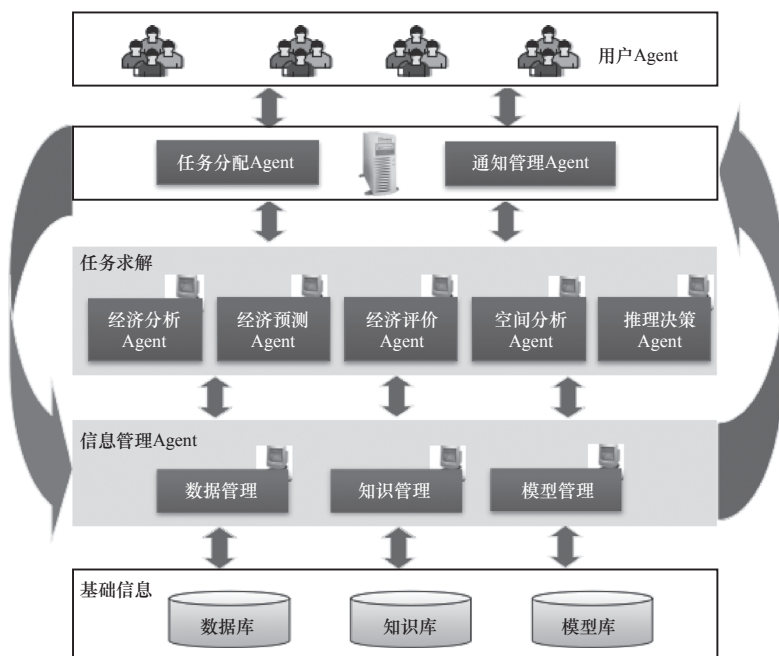 用户Agent
任务分配Agent
通知管理Agent
任务求解
经济分析
Agent
经济预测
Agent
经济评价
Agent
空间分析
Agent
推理决策
Agent
信息管理Agent
数据管理
知识管理
模型管理
基础信息
数据库
知识库
模型库